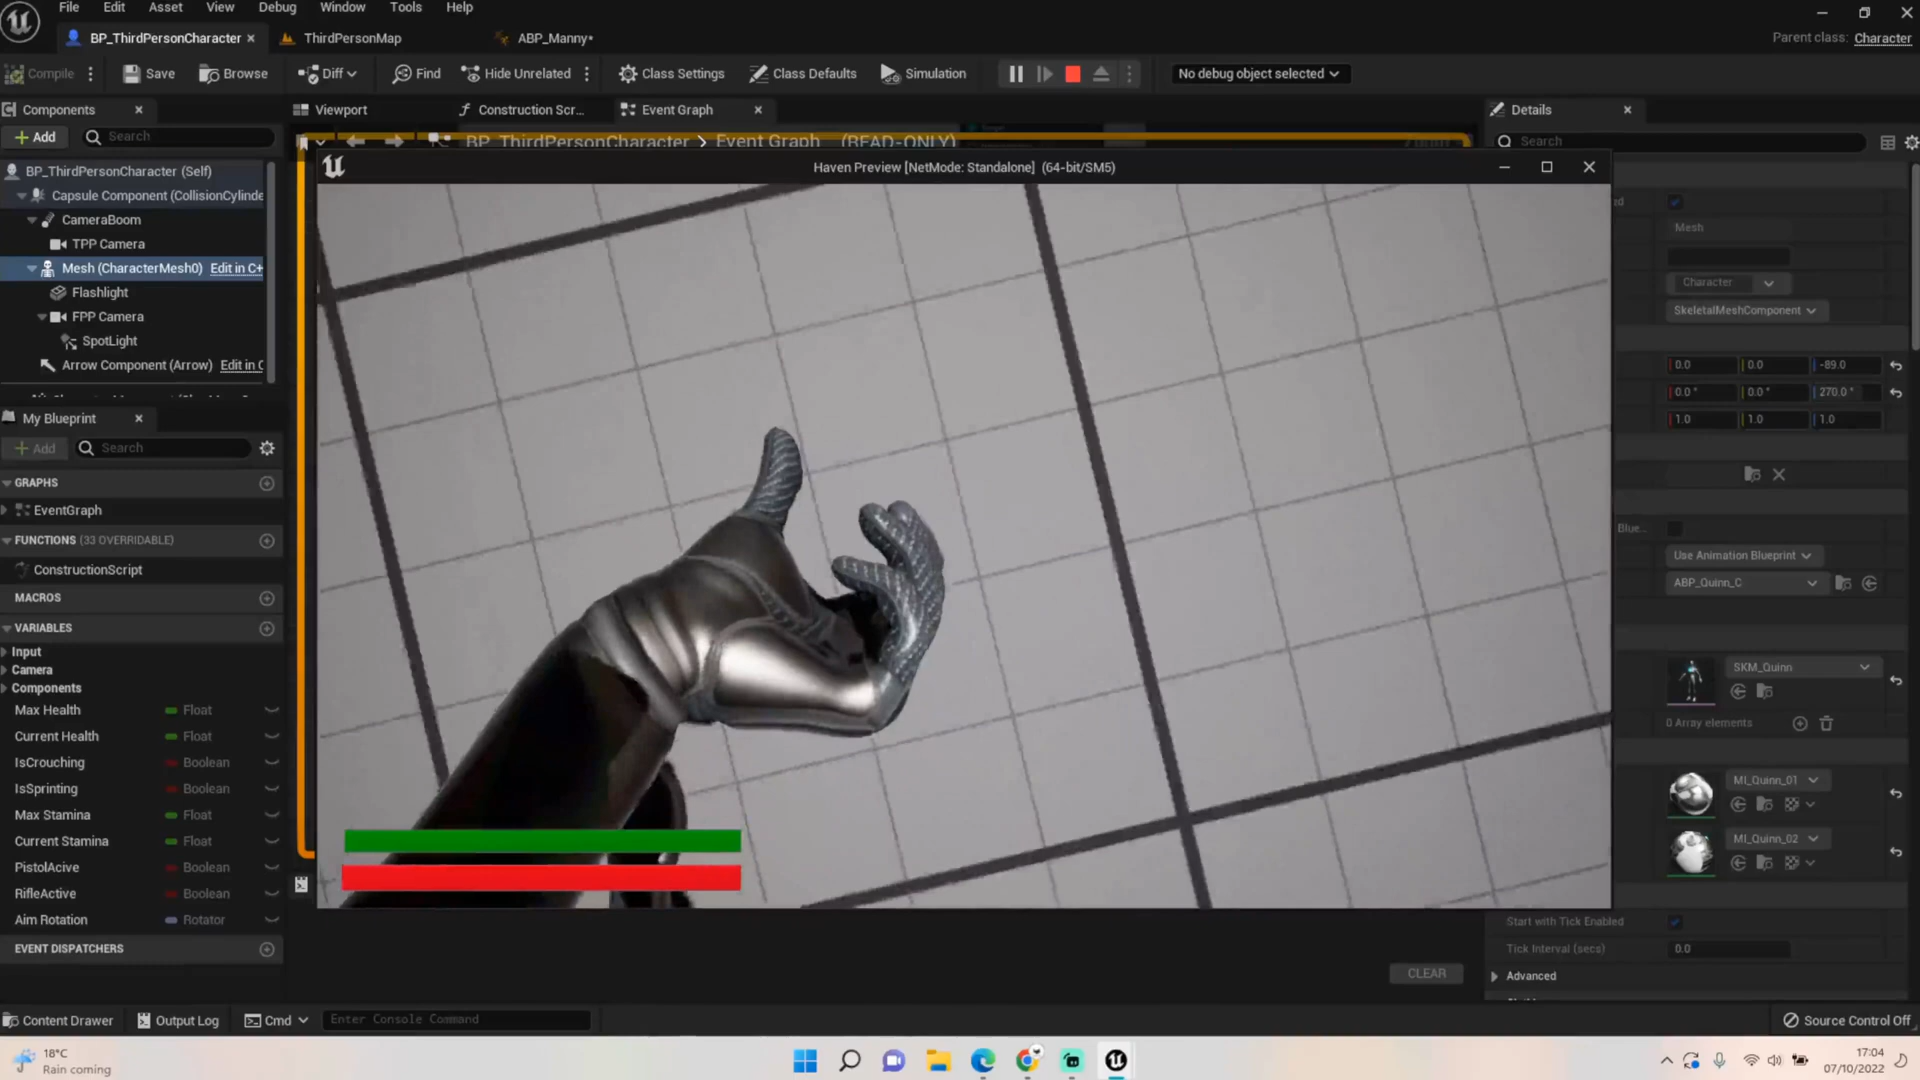 File Edit Asset View Debug Window Tools Help
BP_ThirdPersonCharacter ThirdPersonMap ABP_Manny*
Parent class: Character
Compile Save Browse Diff Find Hide Unrelated Class Settings Class Defaults Simulation No debug object selected
Components
Add Search
BP_ThirdPersonCharacter (Self)
Capsule Component (CollisionCylinde
CameraBoom
TPP Camera
Mesh (CharacterMesh0) Edit in C+
Flashlight
FPP Camera
SpotLight
Arrow Component (Arrow) Edit in C
My Blueprint
Add Search
GRAPHS
EventGraph
FUNCTIONS (33 OVERRIDABLE)
ConstructionScript
MACROS
VARIABLES
Input
Camera
Components
Max Health Float
Current Health Float
IsCrouching Boolean
IsSprinting Boolean
Max Stamina Float
Current Stamina Float
PistolAcive Boolean
RifleActive Boolean
Aim Rotation Rotator
EVENT DISPATCHERS
Viewport Construction Scr... Event Graph
BP_ThirdPersonCharacter > Event Graph (READ-ONLY)
Haven Preview [NetMode: Standalone] (64-bit/SM5)
CLEAR
Details
Search
Mesh
Character
SkeletalMeshComponent
0.0 0.0 -89.0
0.0 ° 0.0 ° 270.0 °
1.0 1.0 1.0
Blue...
Use Animation Blueprint
ABP_Quinn_C
SKM_Quinn
0 Array elements
MI_Quinn_01
MI_Quinn_02
Start with Tick Enabled
Tick Interval (secs) 0.0
Advanced
Content Drawer Output Log Cmd Enter Console Command Source Control Off
18°C
Rain coming
17:04
07/10/2022